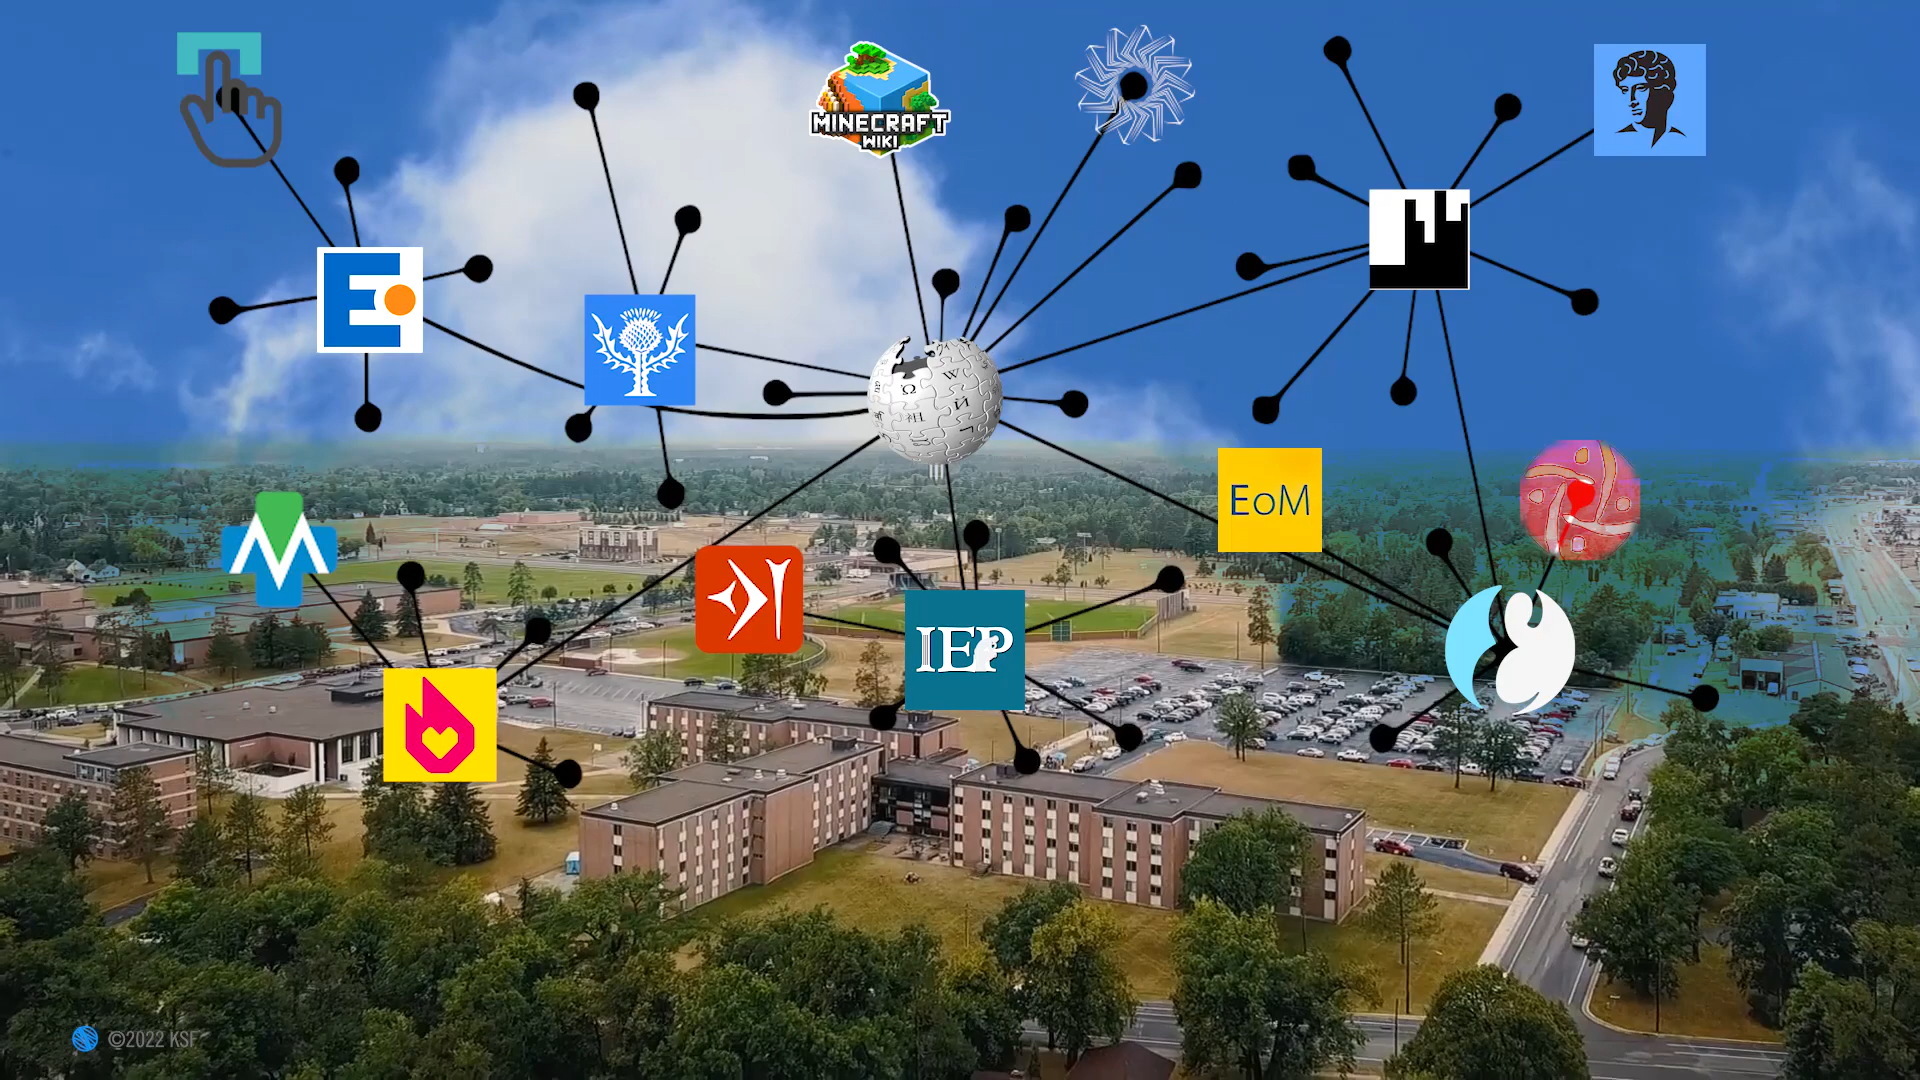 MINECRAFT
WIKI
E
Ω
W
И
EoM
M
IEP
©2022 KSF